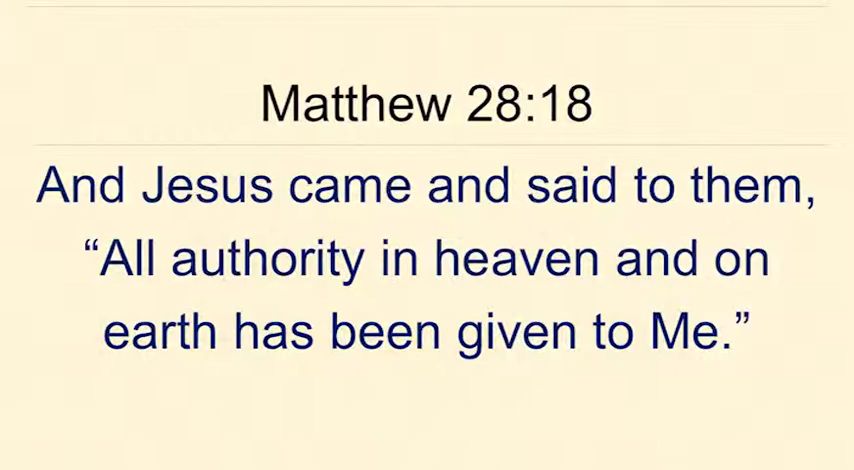 Matthew 28:18
And Jesus came and said to them,
“All authority in heaven and on
earth has been given to Me.”